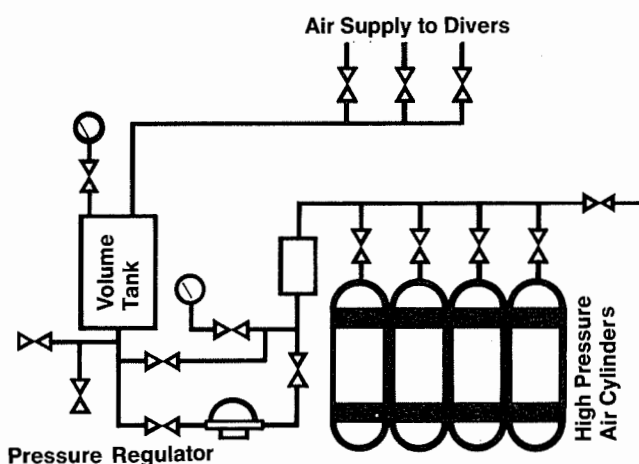 Air Supply to Divers
Volume
Tank
High Pressure
Air Cylinders
Pressure Regulator